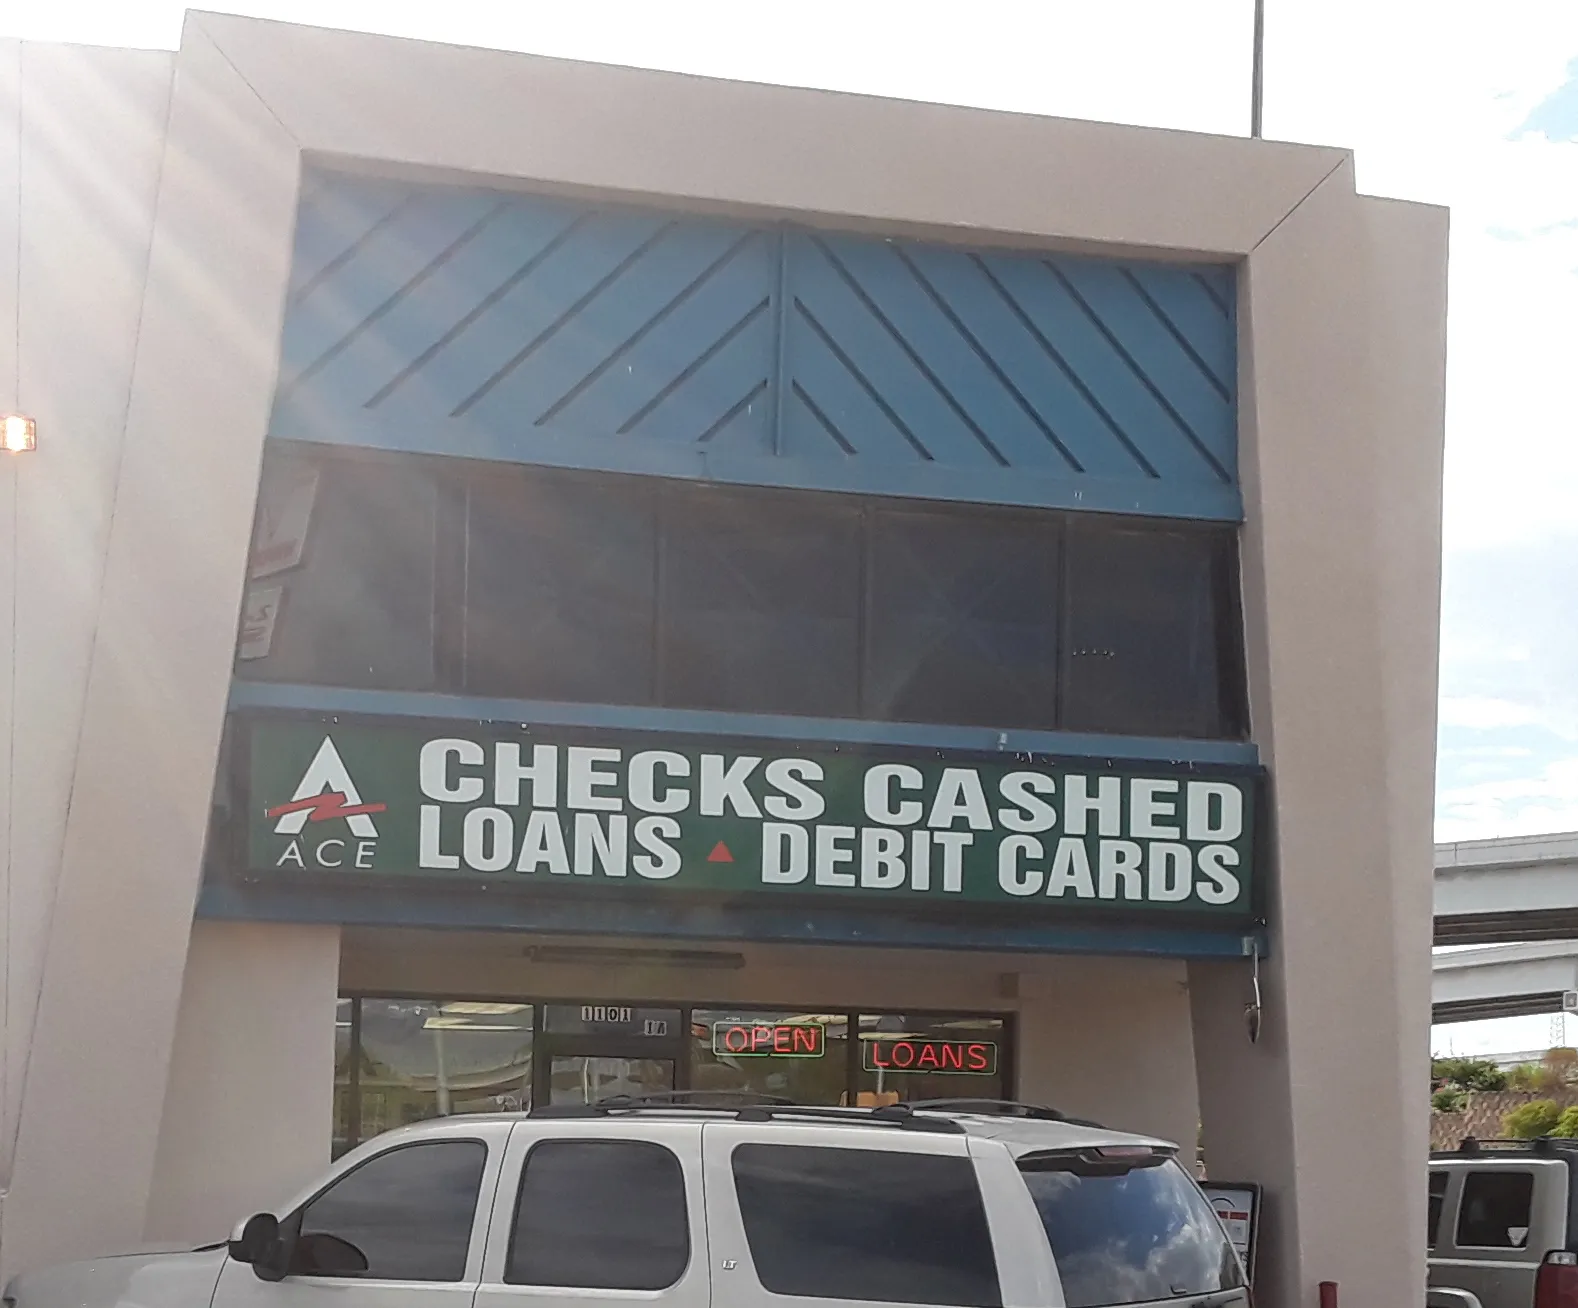 CHECKS CASHED
LOANS DEBIT CARDS
ACE
1101
1A
OPEN
LOANS
LT